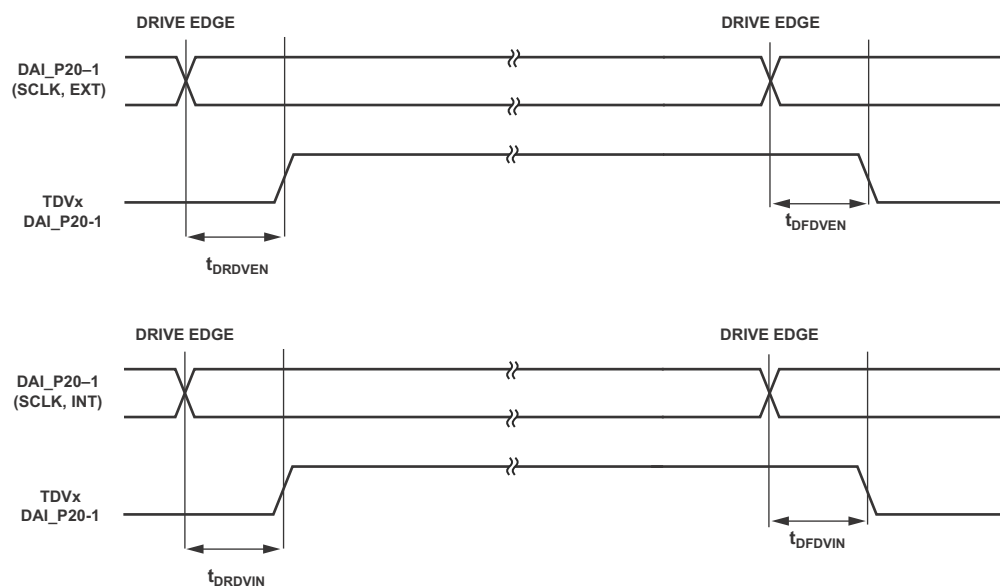 DRIVE EDGE
DRIVE EDGE
DAI_P20–1
(SCLK, EXT)
TDVx
DAI_P20-1
tDRDVEN
tDFDVEN
DRIVE EDGE
DRIVE EDGE
DAI_P20–1
(SCLK, INT)
TDVx
DAI_P20-1
tDRDVIN
tDFDVIN